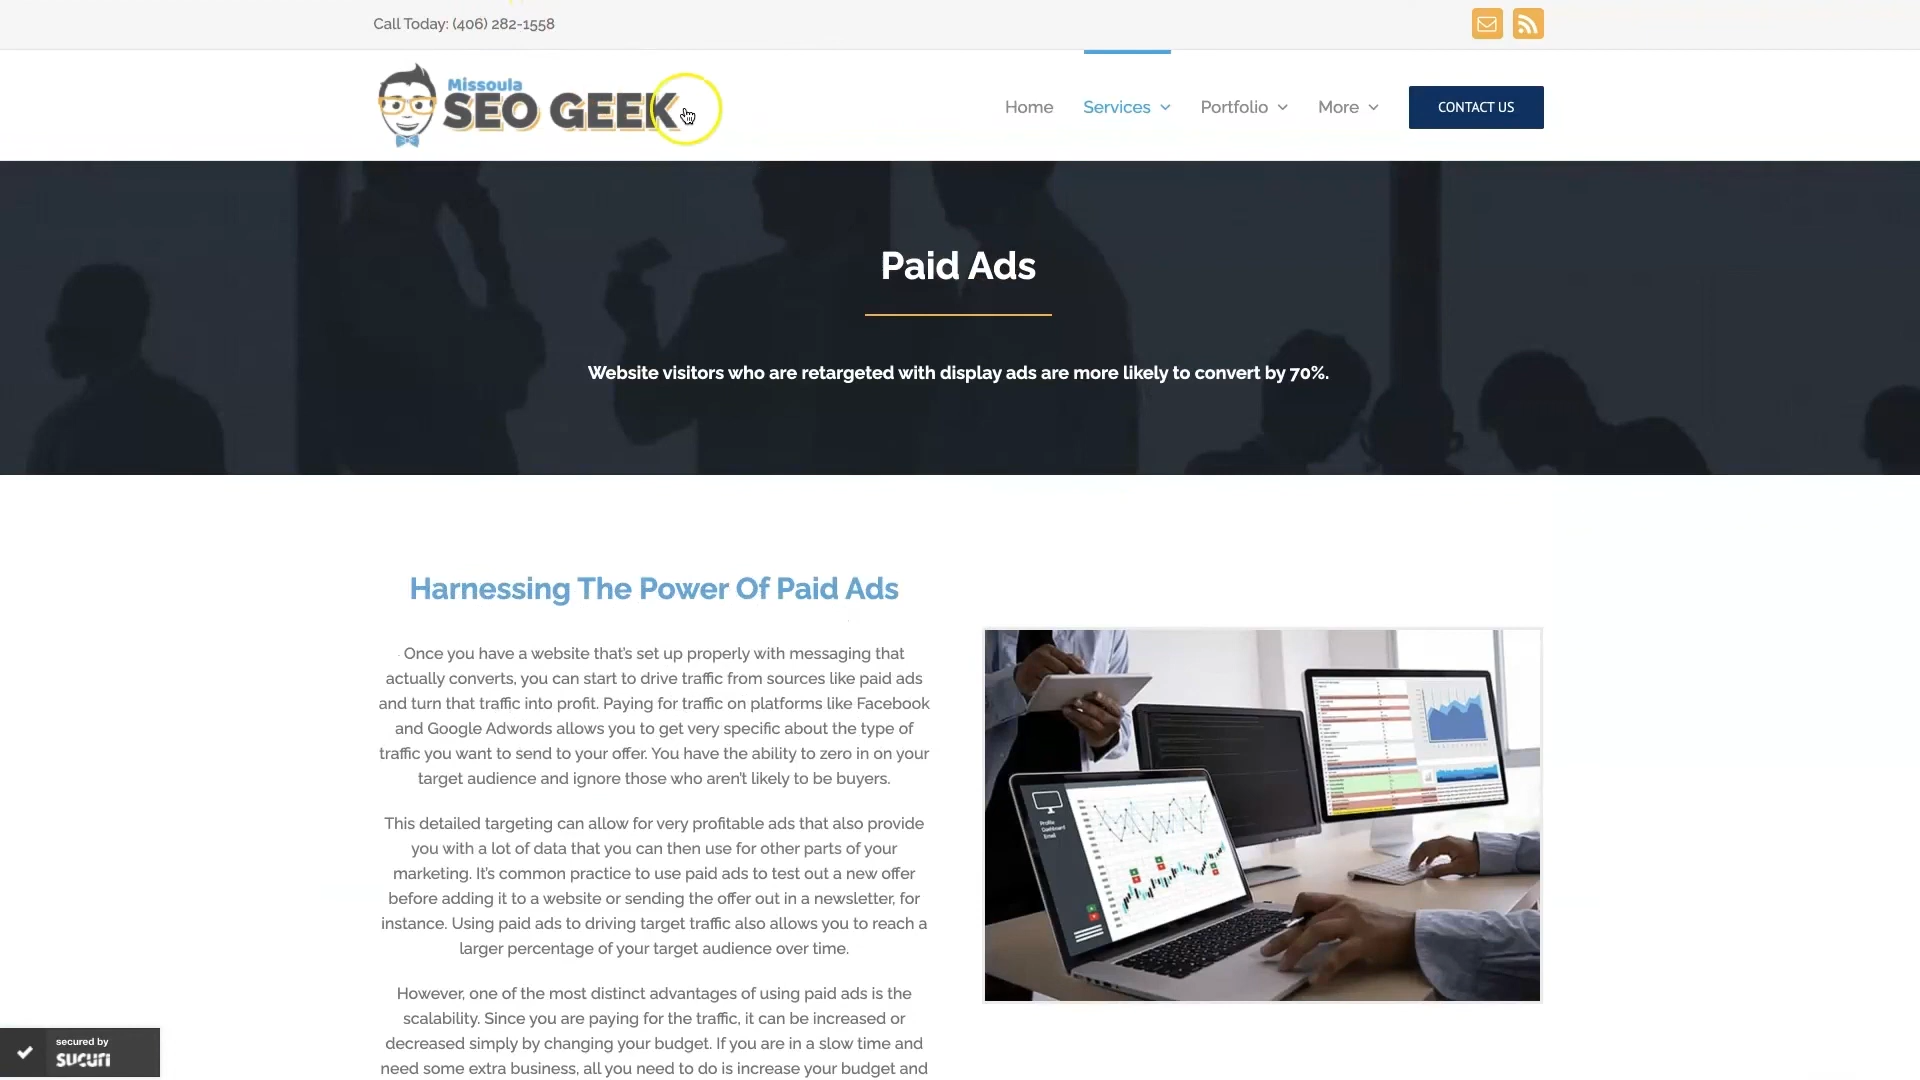 Call Today: (406) 282-1558
Missoula
SEO GEEK
Home
Services
Portfolio
More
CONTACT US
Paid Ads
Website visitors who are retargeted with display ads are more likely to convert by 70%.
Harnessing The Power Of Paid Ads
Once you have a website that's set up properly with messaging that
actually converts, you can start to drive traffic from sources like paid ads
and turn that traffic into profit. Paying for traffic on platforms like Facebook
and Google Adwords allows you to get very specific about the type of
traffic you want to send to your offer. You have the ability to zero in on your
target audience and ignore those who aren't likely to be buyers.
This detailed targeting can allow for very profitable ads that also provide
you with a lot of data that you can then use for other parts of your
marketing. It's common practice to use paid ads to test out a new offer
before adding it to a website or sending the offer out in a newsletter, for
instance. Using paid ads to driving target traffic also allows you to reach a
larger percentage of your target audience over time.
However, one of the most distinct advantages of using paid ads is the
scalability. Since you are paying for the traffic, it can be increased or
decreased simply by changing your budget. If you are in a slow time and
need some extra business, all you need to do is increase your budget and
Profile
Dashboard
Email
secured by
sucuri